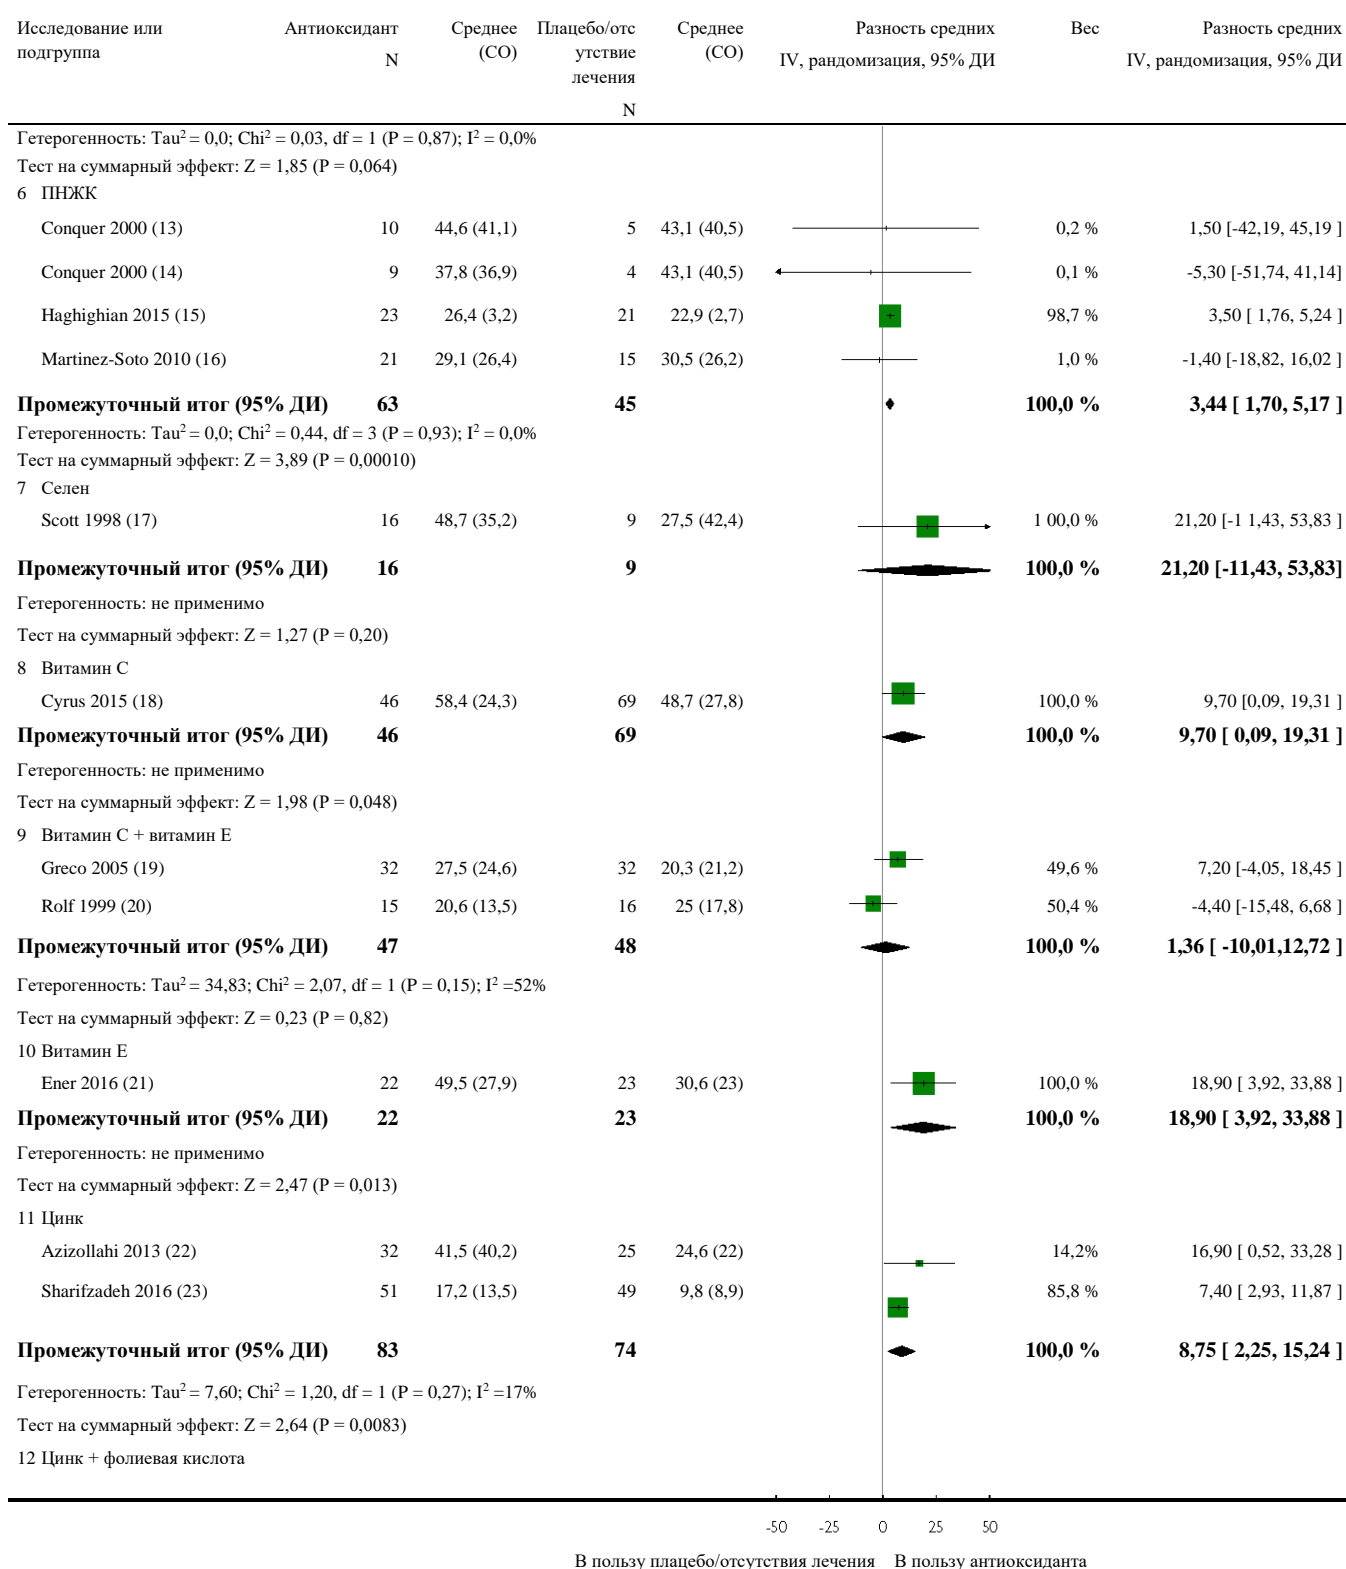 Исследование или подгруппа Антиоксидант N Среднее (СО) Плацебо/отсутствие лечения N Среднее (СО) Разность средних IV, рандомизация, 95% ДИ Вес Разность средних IV, рандомизация, 95% ДИ
Гетерогенность: Tau² = 0,0; Chi² = 0,03, df = 1 (P = 0,87); I² = 0,0%
Тест на суммарный эффект: Z = 1,85 (P = 0,064)
6 ПНЖК
Conquer 2000 (13) 10 44,6 (41,1) 5 43,1 (40,5) 0,2 % 1,50 [-42,19, 45,19 ]
Conquer 2000 (14) 9 37,8 (36,9) 4 43,1 (40,5) 0,1 % -5,30 [-51,74, 41,14]
Haghighian 2015 (15) 23 26,4 (3,2) 21 22,9 (2,7) 98,7 % 3,50 [ 1,76, 5,24 ]
Martinez-Soto 2010 (16) 21 29,1 (26,4) 15 30,5 (26,2) 1,0 % -1,40 [-18,82, 16,02 ]
Промежуточный итог (95% ДИ) 63 45 100,0 % 3,44 [ 1,70, 5,17 ]
Гетерогенность: Tau² = 0,0; Chi² = 0,44, df = 3 (P = 0,93); I² = 0,0%
Тест на суммарный эффект: Z = 3,89 (P = 0,00010)
7 Селен
Scott 1998 (17) 16 48,7 (35,2) 9 27,5 (42,4) 1 00,0 % 21,20 [-1 1,43, 53,83 ]
Промежуточный итог (95% ДИ) 16 9 100,0 % 21,20 [-11,43, 53,83]
Гетерогенность: не применимо
Тест на суммарный эффект: Z = 1,27 (P = 0,20)
8 Витамин C
Cyrus 2015 (18) 46 58,4 (24,3) 69 48,7 (27,8) 100,0 % 9,70 [0,09, 19,31 ]
Промежуточный итог (95% ДИ) 46 69 100,0 % 9,70 [ 0,09, 19,31 ]
Гетерогенность: не применимо
Тест на суммарный эффект: Z = 1,98 (P = 0,048)
9 Витамин C + витамин E
Greco 2005 (19) 32 27,5 (24,6) 32 20,3 (21,2) 49,6 % 7,20 [-4,05, 18,45 ]
Rolf 1999 (20) 15 20,6 (13,5) 16 25 (17,8) 50,4 % -4,40 [-15,48, 6,68 ]
Промежуточный итог (95% ДИ) 47 48 100,0 % 1,36 [ -10,01,12,72 ]
Гетерогенность: Tau² = 34,83; Chi² = 2,07, df = 1 (P = 0,15); I² =52%
Тест на суммарный эффект: Z = 0,23 (P = 0,82)
10 Витамин E
Ener 2016 (21) 22 49,5 (27,9) 23 30,6 (23) 100,0 % 18,90 [ 3,92, 33,88 ]
Промежуточный итог (95% ДИ) 22 23 100,0 % 18,90 [ 3,92, 33,88 ]
Гетерогенность: не применимо
Тест на суммарный эффект: Z = 2,47 (P = 0,013)
11 Цинк
Azizollahi 2013 (22) 32 41,5 (40,2) 25 24,6 (22) 14,2% 16,90 [ 0,52, 33,28 ]
Sharifzadeh 2016 (23) 51 17,2 (13,5) 49 9,8 (8,9) 85,8 % 7,40 [ 2,93, 11,87 ]
Промежуточный итог (95% ДИ) 83 74 100,0 % 8,75 [ 2,25, 15,24 ]
Гетерогенность: Tau² = 7,60; Chi² = 1,20, df = 1 (P = 0,27); I² =17%
Тест на суммарный эффект: Z = 2,64 (P = 0,0083)
12 Цинк + фолиевая кислота
-50 -25 0 25 50
В пользу плацебо/отсутствия лечения В пользу антиоксиданта